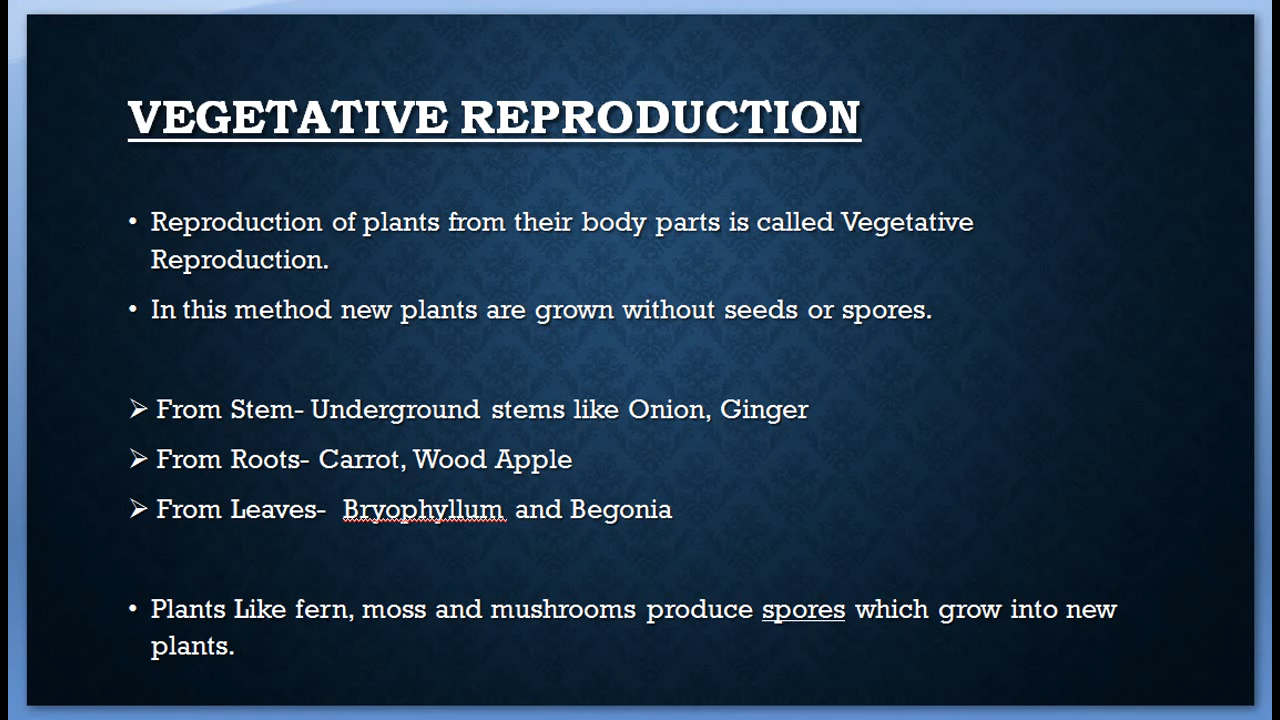 VEGETATIVE REPRODUCTION
• Reproduction of plants from their body parts is called Vegetative
Reproduction.
• In this method new plants are grown without seeds or spores.
➢ From Stem- Underground stems like Onion, Ginger
➢ From Roots- Carrot, Wood Apple
➢ From Leaves- Bryophyllum and Begonia
• Plants Like fern, moss and mushrooms produce spores which grow into new
plants.